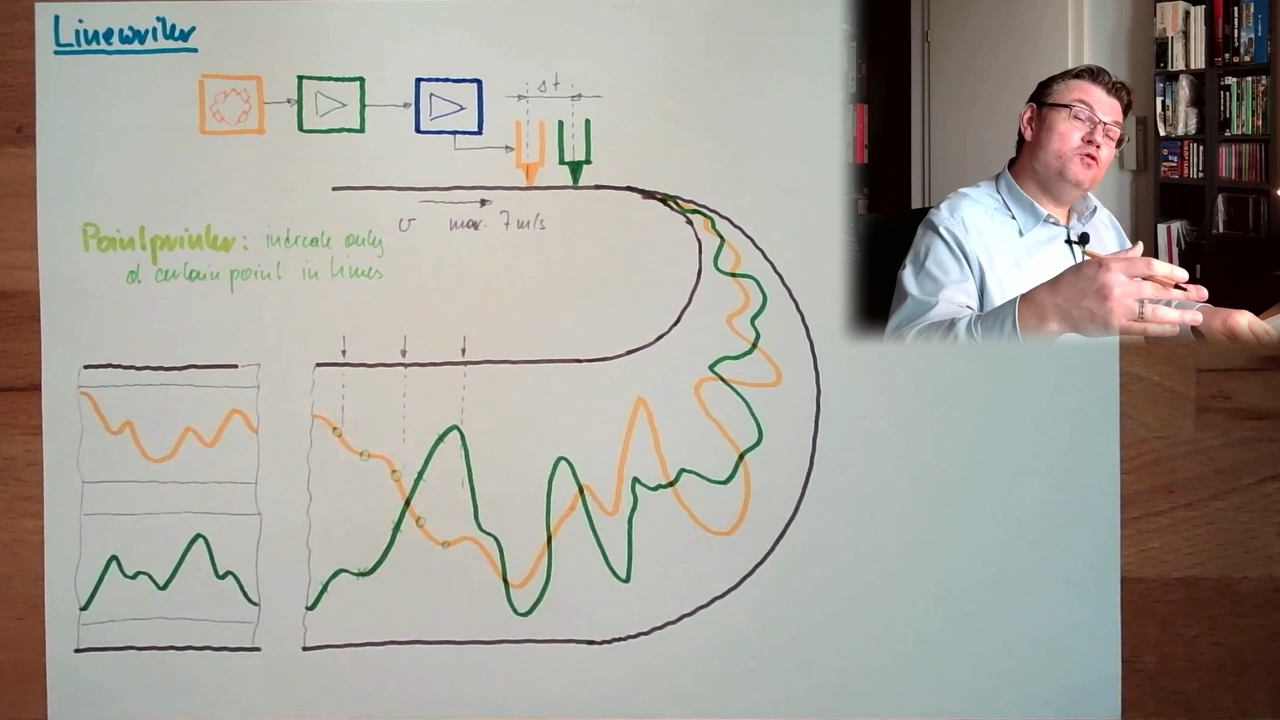 Linewriter
Δt
v max. 7 m/s
Pointprinter: indicate only
at certain point in times